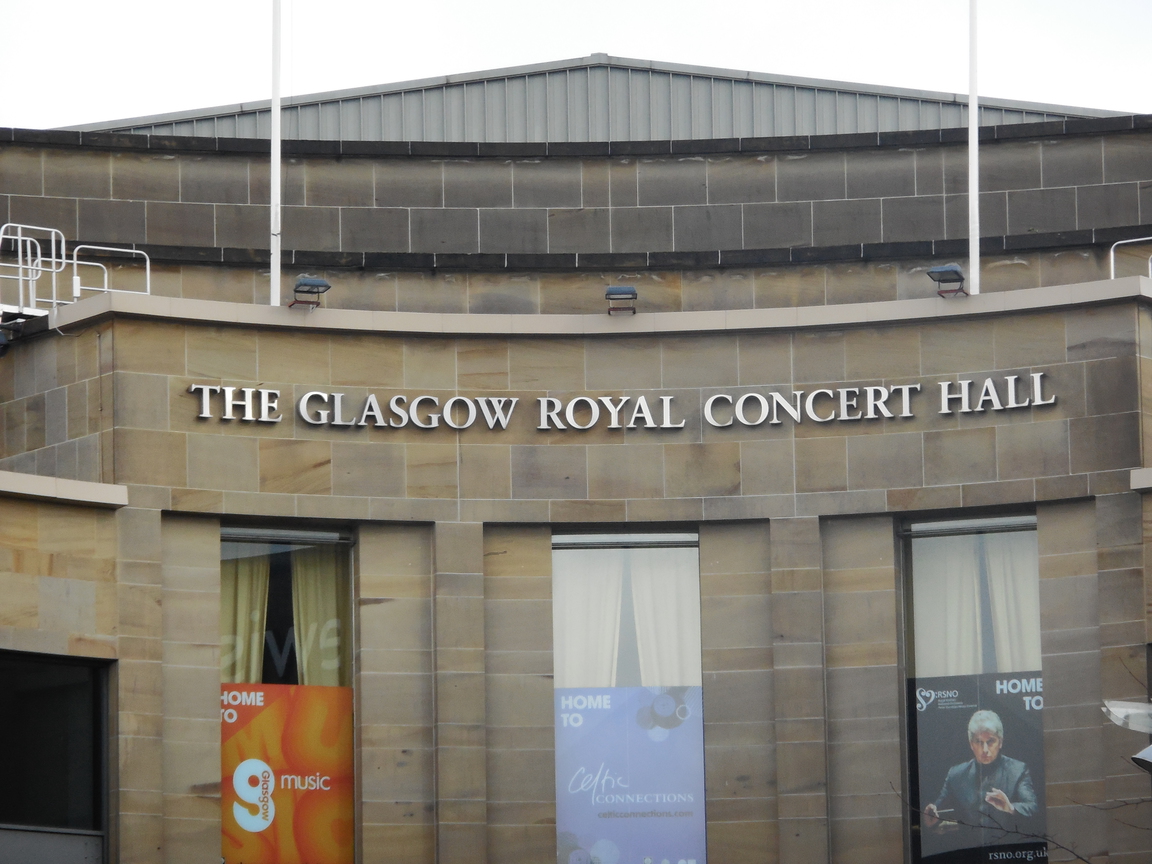 THE GLASGOW ROYAL CONCERT HALL
HOME
TO
Glasgow
music
HOME
TO
Celtic
CONNECTIONS
celticconnections.com
RSNO
HOME
TO
rsno.org.uk